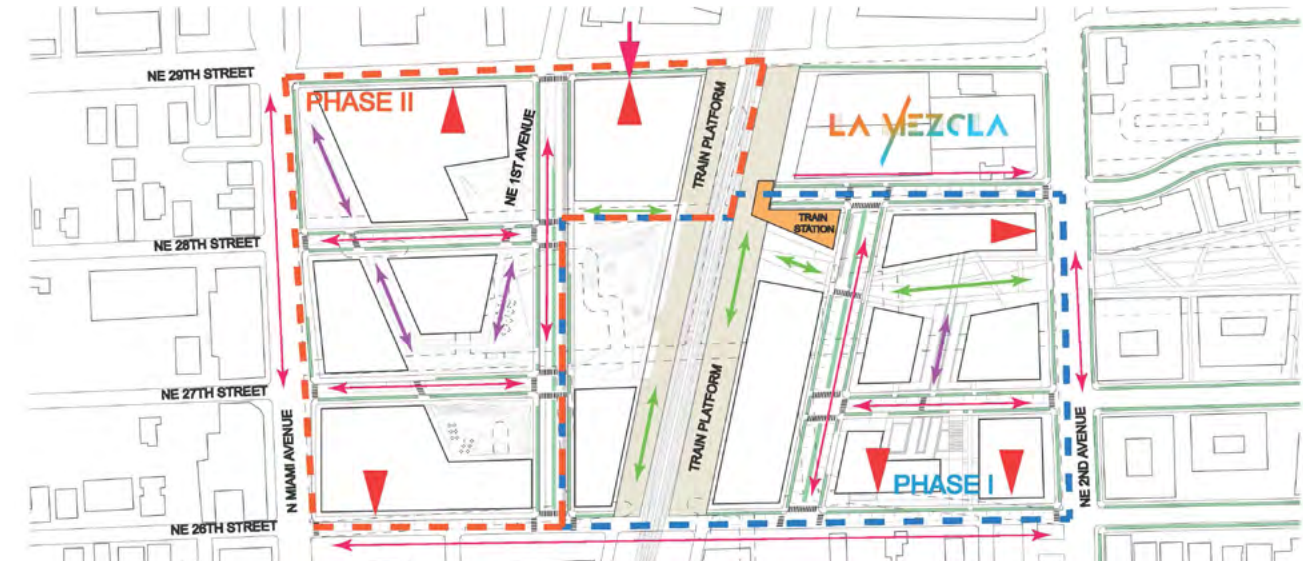 NE 29TH STREET
PHASE II
NE 1ST AVENUE
TRAIN PLATFORM
LA MEZCLA
TRAIN
STATION
NE 28TH STREET
NE 27TH STREET
TRAIN PLATFORM
N MIAMI AVENUE
NE 2ND AVENUE
PHASE I
NE 26TH STREET